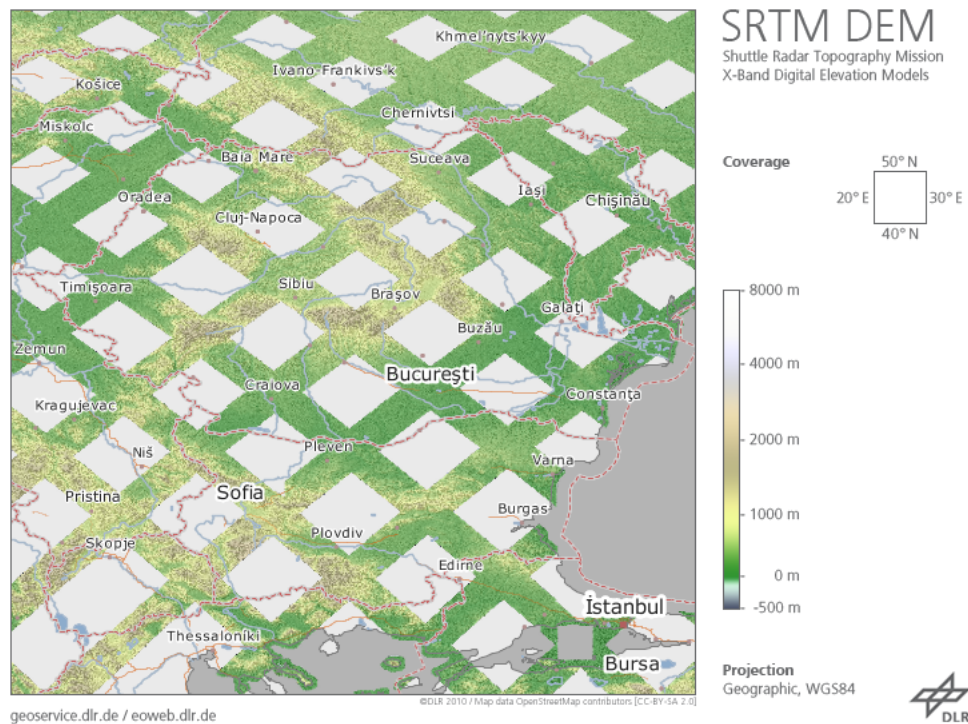 SRTM DEM
Shuttle Radar Topography Mission
X-Band Digital Elevation Models
Khmel'nyts'kyy
Ivano-Frankivs'k
Košice
Chernivtsi
Miskolc
Baia Mare
Suceava
Oradea
Iaşi
Chişinău
Cluj-Napoca
Timişoara
Sibiu
Braşov
Galaţi
Buzău
Zemun
Bucureşti
Craiova
Constanţa
Kragujevac
Niš
Pleven
Varna
Pristina
Sofia
Burgas
Plovdiv
Skopje
Edirne
İstanbul
Thessaloníki
Bursa
Coverage
50° N
20° E
30° E
40° N
8000 m
4000 m
2000 m
1000 m
0 m
-500 m
Projection
Geographic, WGS84
DLR
©DLR 2010 / Map data OpenStreetMap contributors [CC-BY-SA 2.0]
geoservice.dlr.de / eoweb.dlr.de